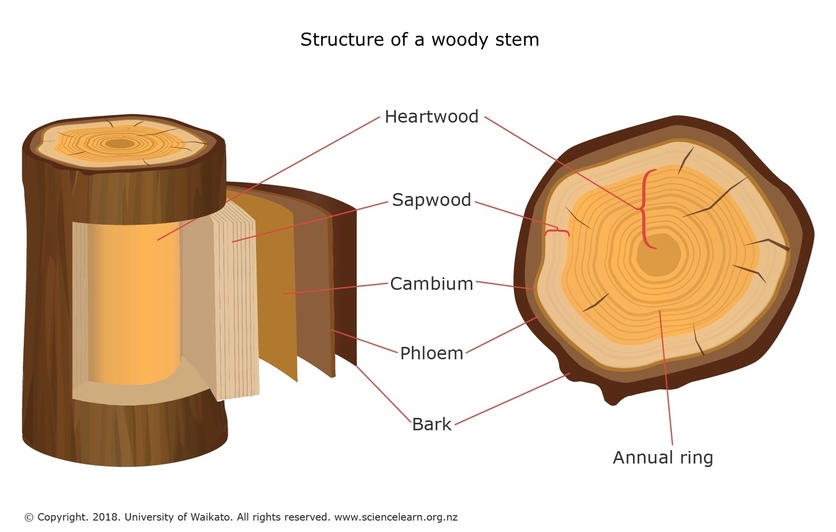 Structure of a woody stem
Heartwood
Sapwood
Cambium
Phloem
Bark
Annual ring
© Copyright. 2018. University of Waikato. All rights reserved. www.sciencelearn.org.nz